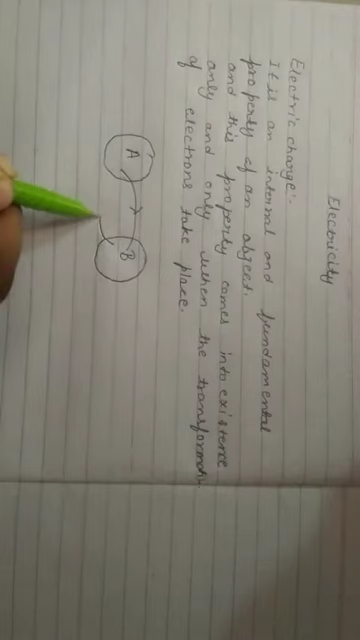 Electricity
Electric charge:-
It is an internal and fundamental
property of an object,
and this property comes into existence
only and only when the transformation
of electrons take place.
A
B